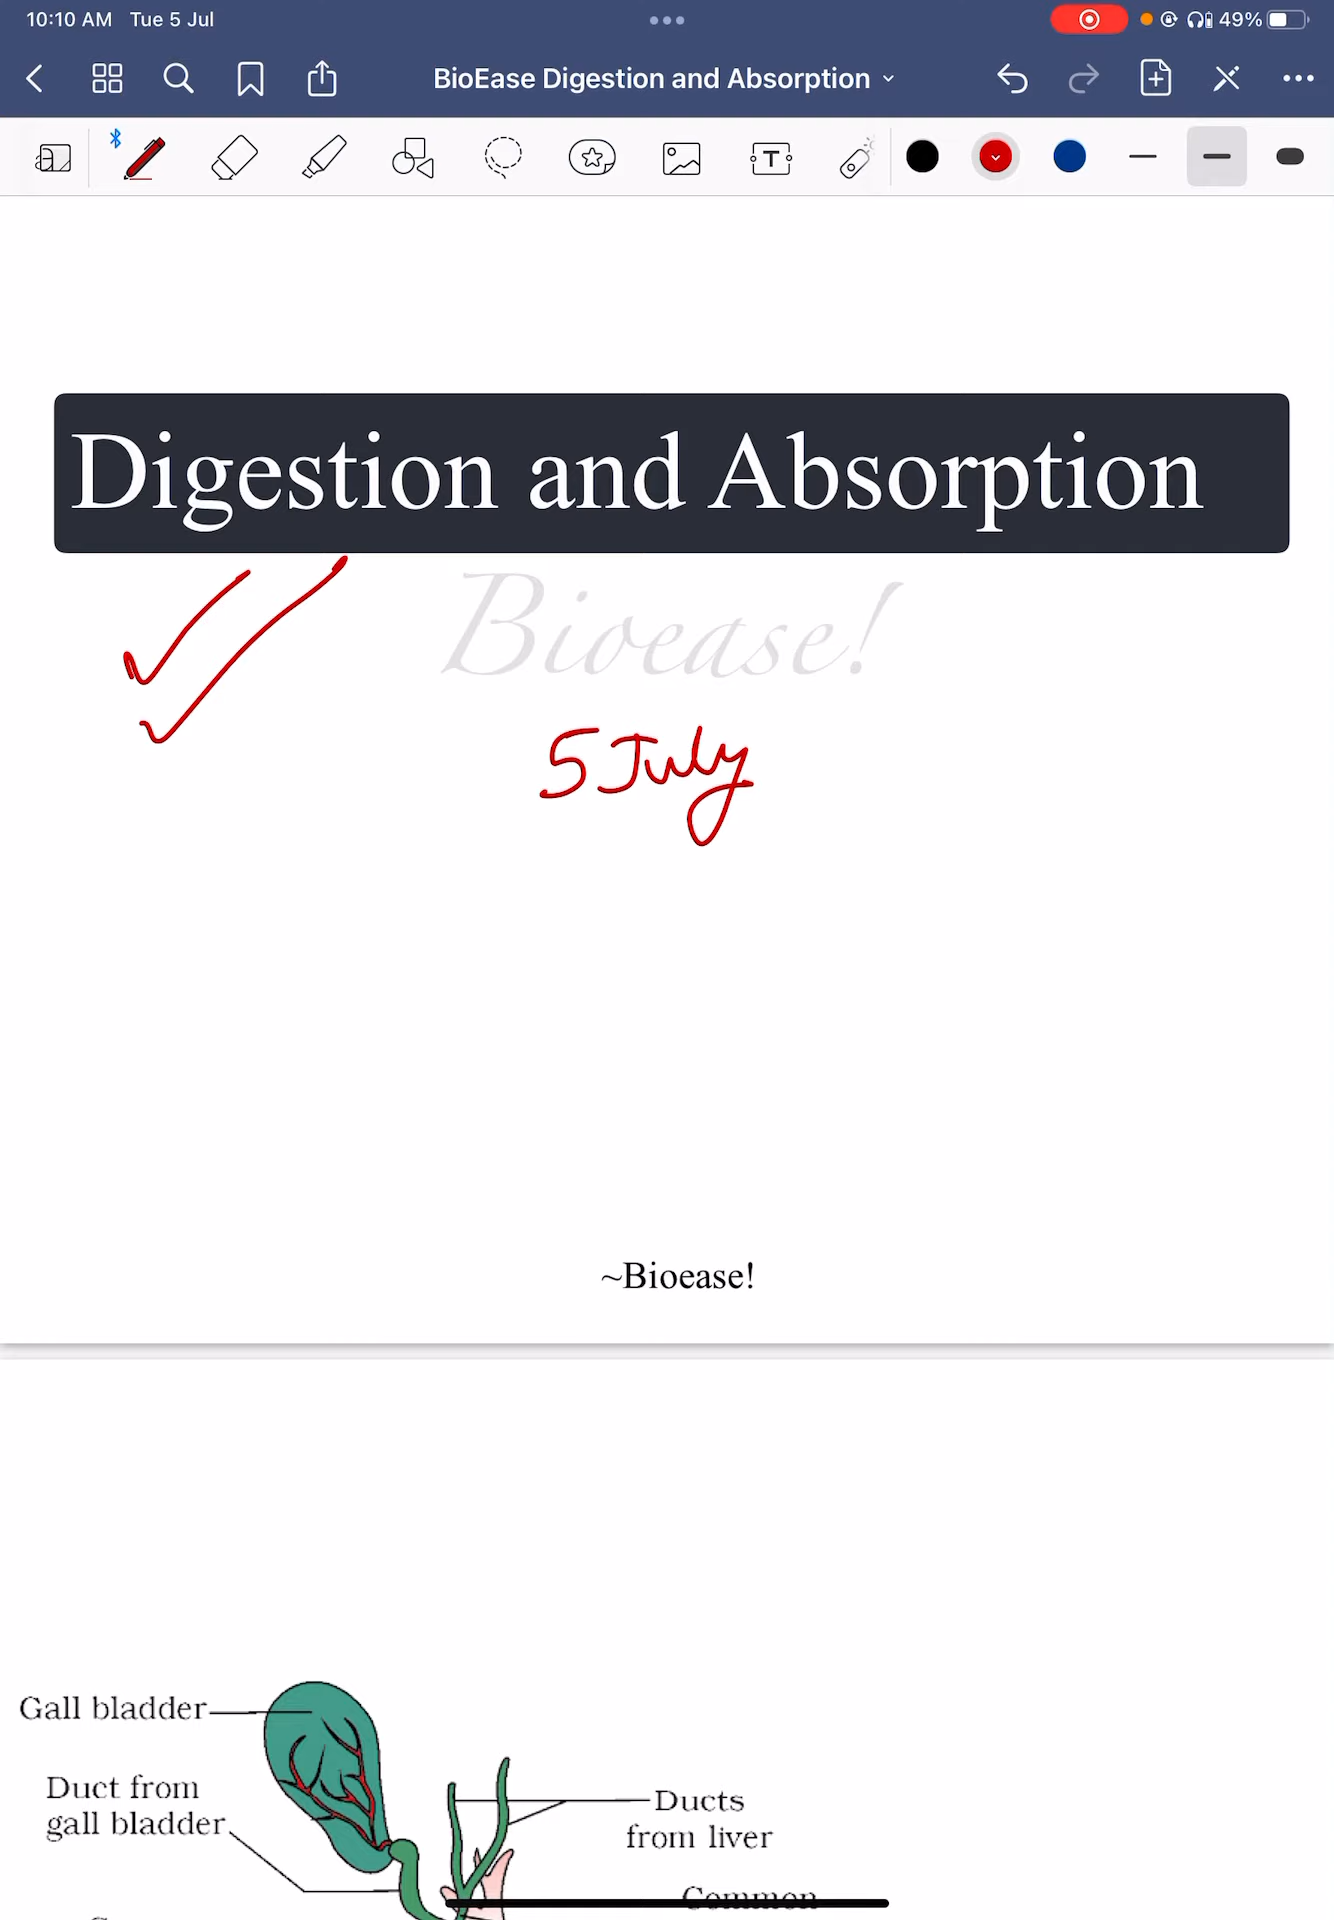 10:10 AM Tue 5 Jul
49%
BioEase Digestion and Absorption
T
Digestion and Absorption
Bioease!
5 July
~Bioease!
Gall bladder
Duct from
gall bladder
Ducts
from liver
Common